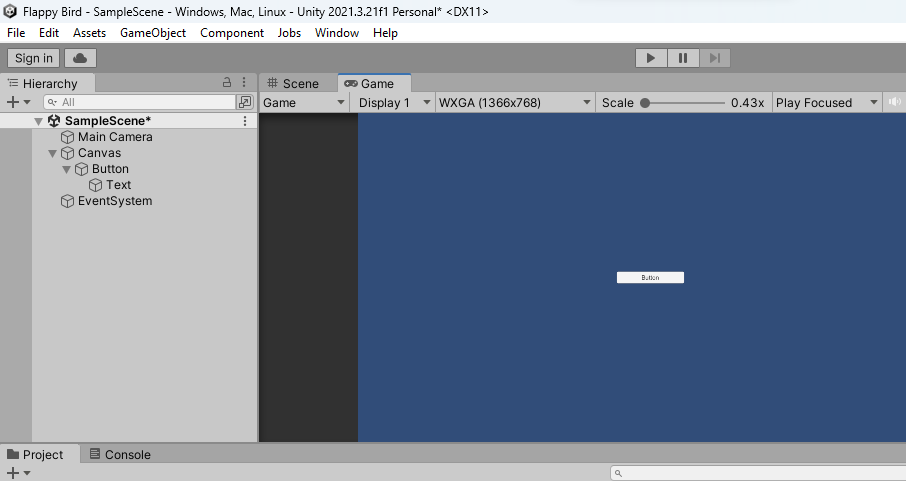 Flappy Bird - SampleScene - Windows, Mac, Linux - Unity 2021.3.21f1 Personal* <DX11>
File Edit Assets GameObject Component Jobs Window Help
Sign in
Hierarchy
Scene Game
All
Game Display 1 WXGA (1366x768) Scale 0.43x Play Focused
SampleScene*
Main Camera
Canvas
Button
Text
EventSystem
Button
Project Console